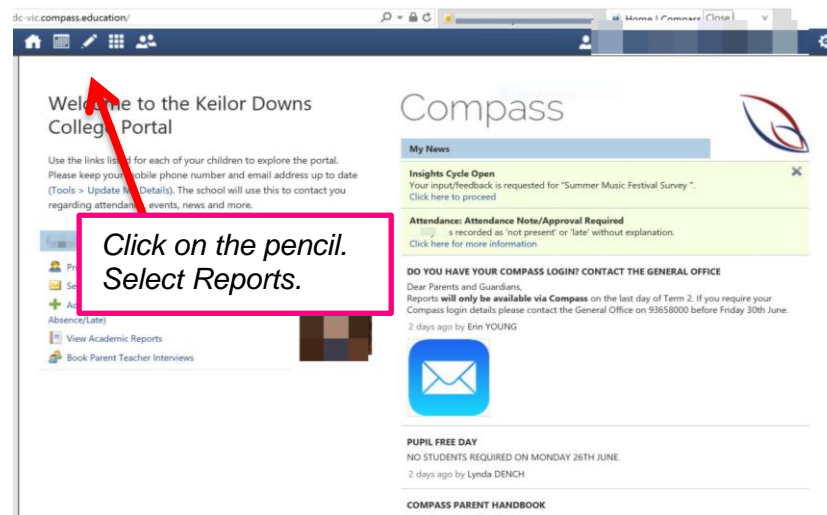 dc-vic.compass.education/
Home | Compass
Close
Welcome to the Keilor Downs
College Portal
Use the links listed for each of your children to explore the portal.
Please keep your mobile phone number and email address up to date
(Tools > Update My Details). The school will use this to contact you
regarding attendance, events, news and more.
Click on the pencil.
Select Reports.
Absence/Late)
View Academic Reports
Book Parent Teacher Interviews
Compass
My News
Insights Cycle Open
Your input/feedback is requested for "Summer Music Festival Survey ".
Click here to proceed
Attendance: Attendance Note/Approval Required
s recorded as 'not present' or 'late' without explanation.
Click here for more information
DO YOU HAVE YOUR COMPASS LOGIN? CONTACT THE GENERAL OFFICE
Dear Parents and Guardians,
Reports will only be available via Compass on the last day of Term 2. If you require your
Compass login details please contact the General Office on 93658000 before Friday 30th June.
2 days ago by Erin YOUNG
PUPIL FREE DAY
NO STUDENTS REQUIRED ON MONDAY 26TH JUNE.
2 days ago by Lynda DENCH
COMPASS PARENT HANDBOOK